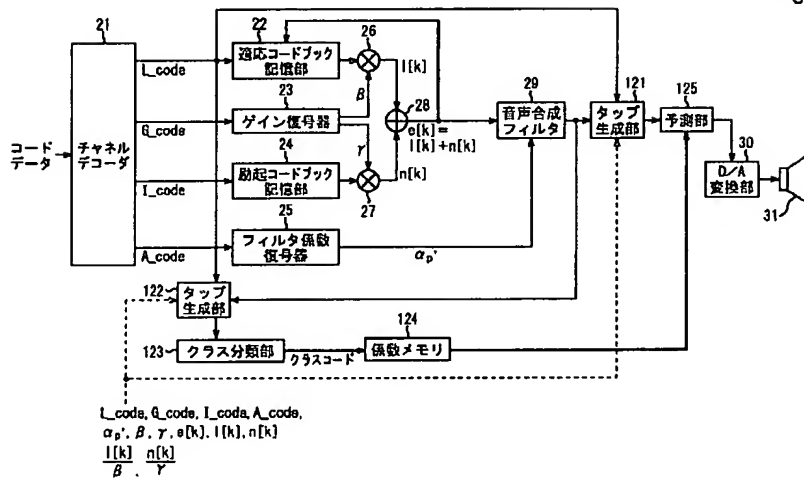 21
22
26
適応コードブック
記憶部
L_code
l[k]
β
23
ゲイン復号器
G_code
28
e[k]=
l[k]+n[k]
29
音声合成
フィルタ
121
タップ
生成部
125
予測部
30
D/A
変換部
31
コード
データ
チャネル
デコーダ
γ
24
励起コードブック
記憶部
I_code
n[k]
27
25
フィルタ係数
復号器
A_code
αp'
122
タップ
生成部
123
クラス分類部
クラスコード
124
係数メモリ
L_code, G_code, I_coda, A_code,
αp', β, γ, e[k], l[k], n[k]
l[k]/β , n[k]/γ